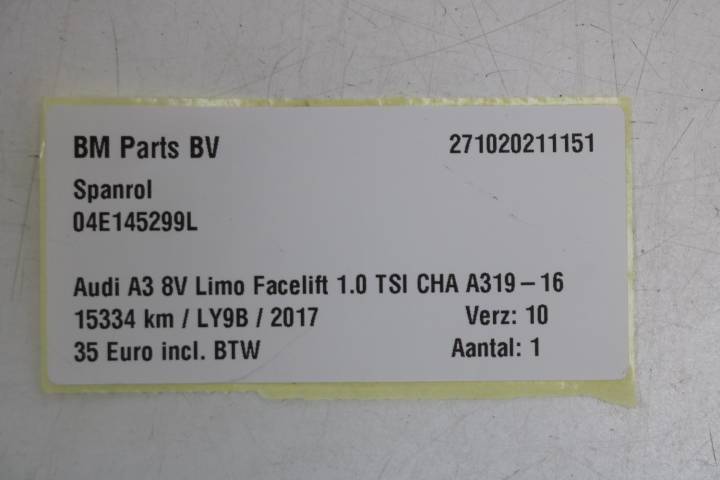 BM Parts BV 271020211151
Spanrol
04E145299L
Audi A3 8V Limo Facelift 1.0 TSI CHA A319-16
15334 km / LY9B / 2017 Verz: 10
35 Euro incl. BTW Aantal: 1